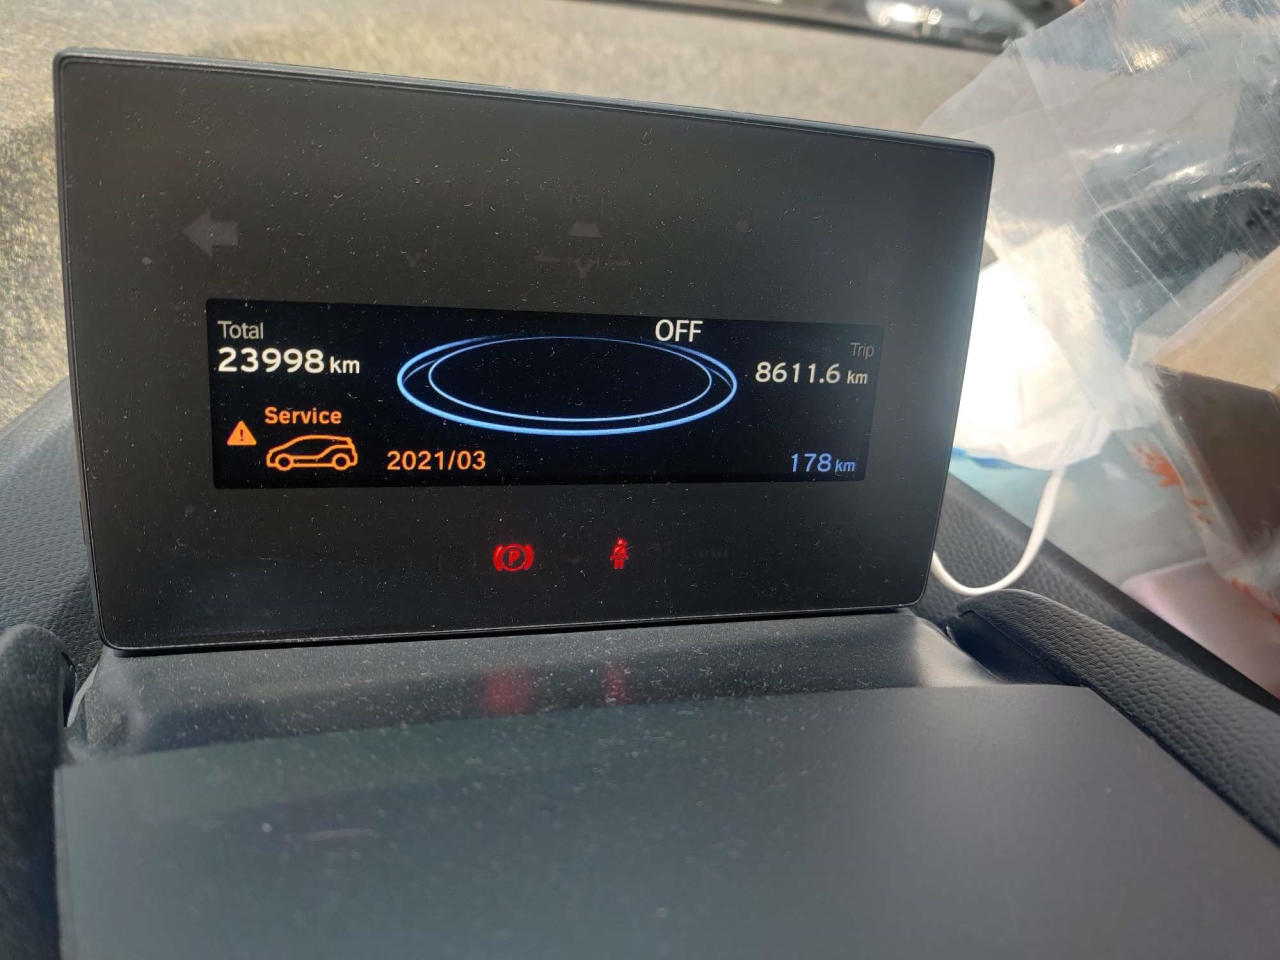 Total
23998 km
OFF
Trip
8611.6 km
Service
2021/03
178 km
P